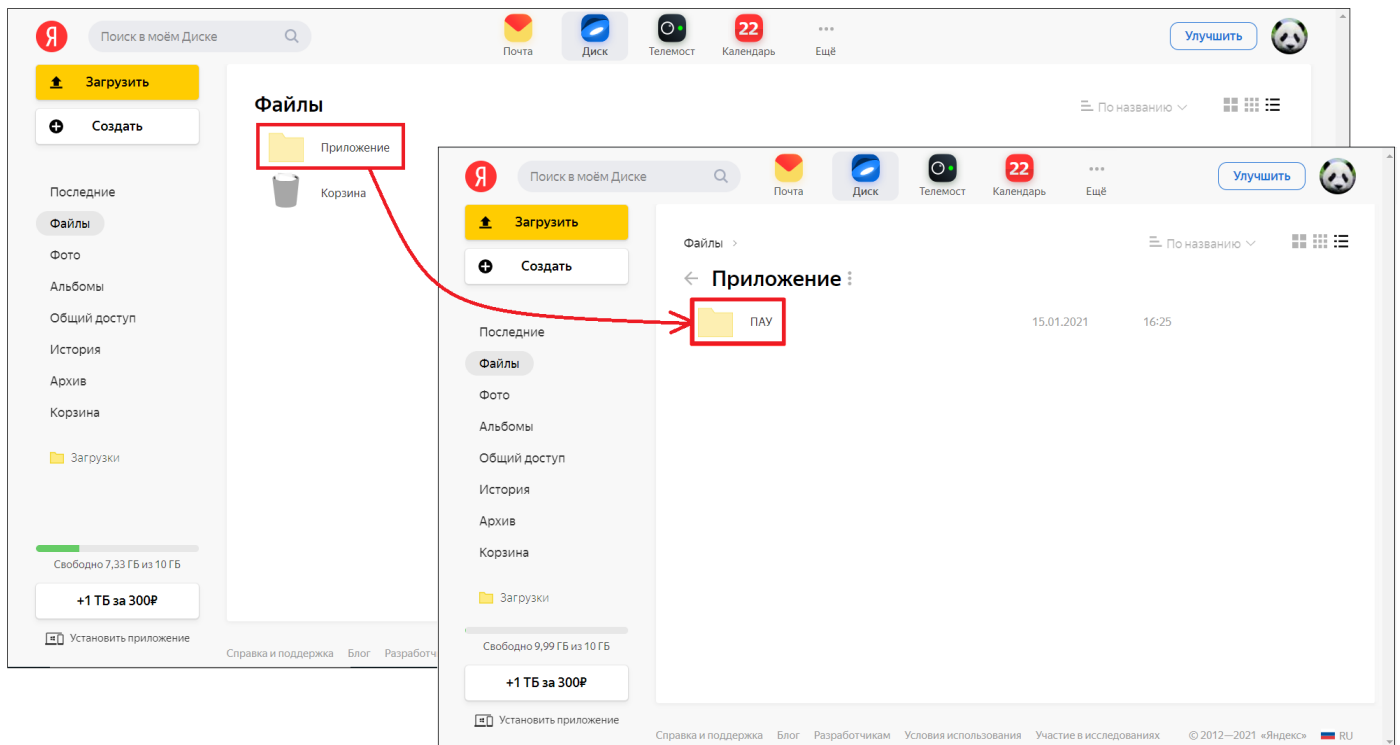 Я
Поиск в моём Диске
Почта
Диск
Телемост
22
Календарь
Ещё
Улучшить
Загрузить
Создать
Последние
Файлы
Фото
Альбомы
Общий доступ
История
Архив
Корзина
Загрузки
Свободно 7,33 ГБ из 10 ГБ
+1 ТБ за 300₽
Установить приложение
Файлы
По названию
Приложение
Корзина
Справка и поддержка Блог Разработч
Я
Поиск в моём Диске
Почта
Диск
Телемост
22
Календарь
Ещё
Улучшить
Загрузить
Создать
Последние
Файлы
Фото
Альбомы
Общий доступ
История
Архив
Корзина
Загрузки
Свободно 9,99 ГБ из 10 ГБ
+1 ТБ за 300₽
Установить приложение
Файлы >
По названию
Приложение
ПАУ 15.01.2021 16:25
Справка и поддержка Блог Разработчикам Условия использования Участие в исследованиях © 2012—2021 «Яндекс» RU